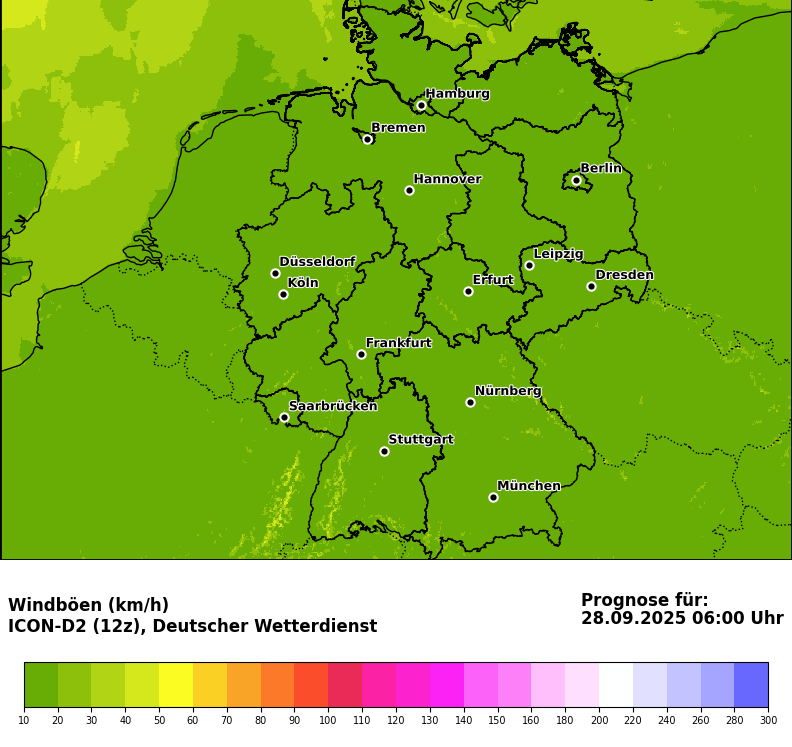 Hamburg
Bremen
Hannover
Berlin
Düsseldorf
Leipzig
Köln
Erfurt
Dresden
Frankfurt
Saarbrücken
Nürnberg
Stuttgart
München
Windböen (km/h)
ICON-D2 (12z), Deutscher Wetterdienst
Prognose für:
28.09.2025 06:00 Uhr
10 20 30 40 50 60 70 80 90 100 110 120 130 140 150 160 180 200 220 240 260 280 300